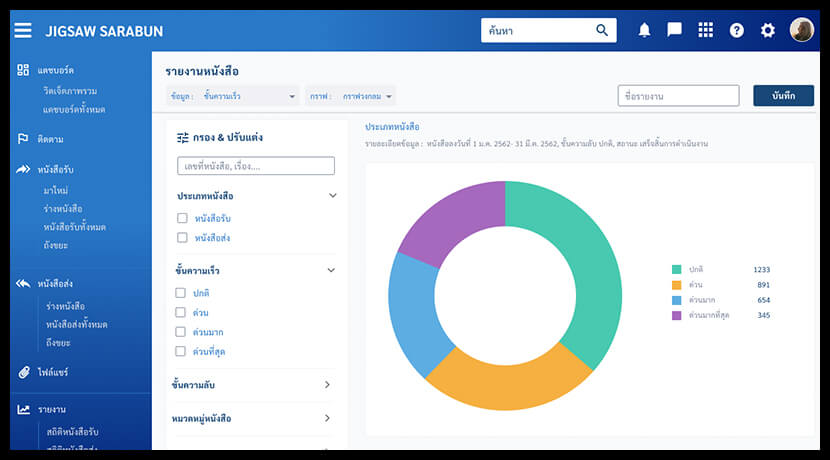 JIGSAW SARABUN
ค้นหา
แดชบอร์ด
วิดเจ็ตภาพรวม
แดชบอร์ดทั้งหมด
ติดตาม
หนังสือรับ
มาใหม่
ร่างหนังสือ
หนังสือรับทั้งหมด
ถังขยะ
หนังสือส่ง
ร่างหนังสือ
หนังสือส่งทั้งหมด
ถังขยะ
ไฟล์แชร์
รายงาน
สถิติหนังสือรับ
สถิติหนังสือส่ง
รายงานหนังสือ
ข้อมูล : ชั้นความเร็ว
กราฟ : กราฟวงกลม
ชื่อรายงาน
บันทึก
กรอง & ปรับแต่ง
เลขที่หนังสือ, เรื่อง....
ประเภทหนังสือ
หนังสือรับ
หนังสือส่ง
ชั้นความเร็ว
ปกติ
ด่วน
ด่วนมาก
ด่วนที่สุด
ชั้นความลับ
หมวดหมู่หนังสือ
ประเภทหนังสือ
รายละเอียดข้อมูล : หนังสือลงวันที่ 1 ม.ค. 2562- 31 มี.ค. 2562, ชั้นความลับ ปกติ, สถานะ เสร็จสิ้นการดำเนินงาน
ปกติ 1233
ด่วน 891
ด่วนมาก 654
ด่วนมากที่สุด 345